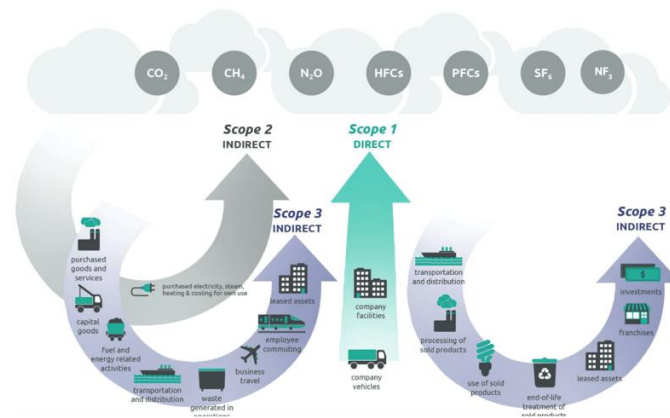 CO₂
CH₄
N₂O
HFCs
PFCs
SF₆
NF₃
Scope 2
INDIRECT
Scope 1
DIRECT
Scope 3
INDIRECT
Scope 3
INDIRECT
purchased
goods and
services
capital
goods
fuel and
energy related
activities
transportation
and distribution
waste
generated in
operations
business
travel
employee
commuting
leased assets
purchased electricity, steam,
heating & cooling for own use
company
facilities
company
vehicles
transportation
and distribution
processing of
sold products
use of sold
products
end-of-life
treatment of
sold products
leased assets
franchises
investments
$